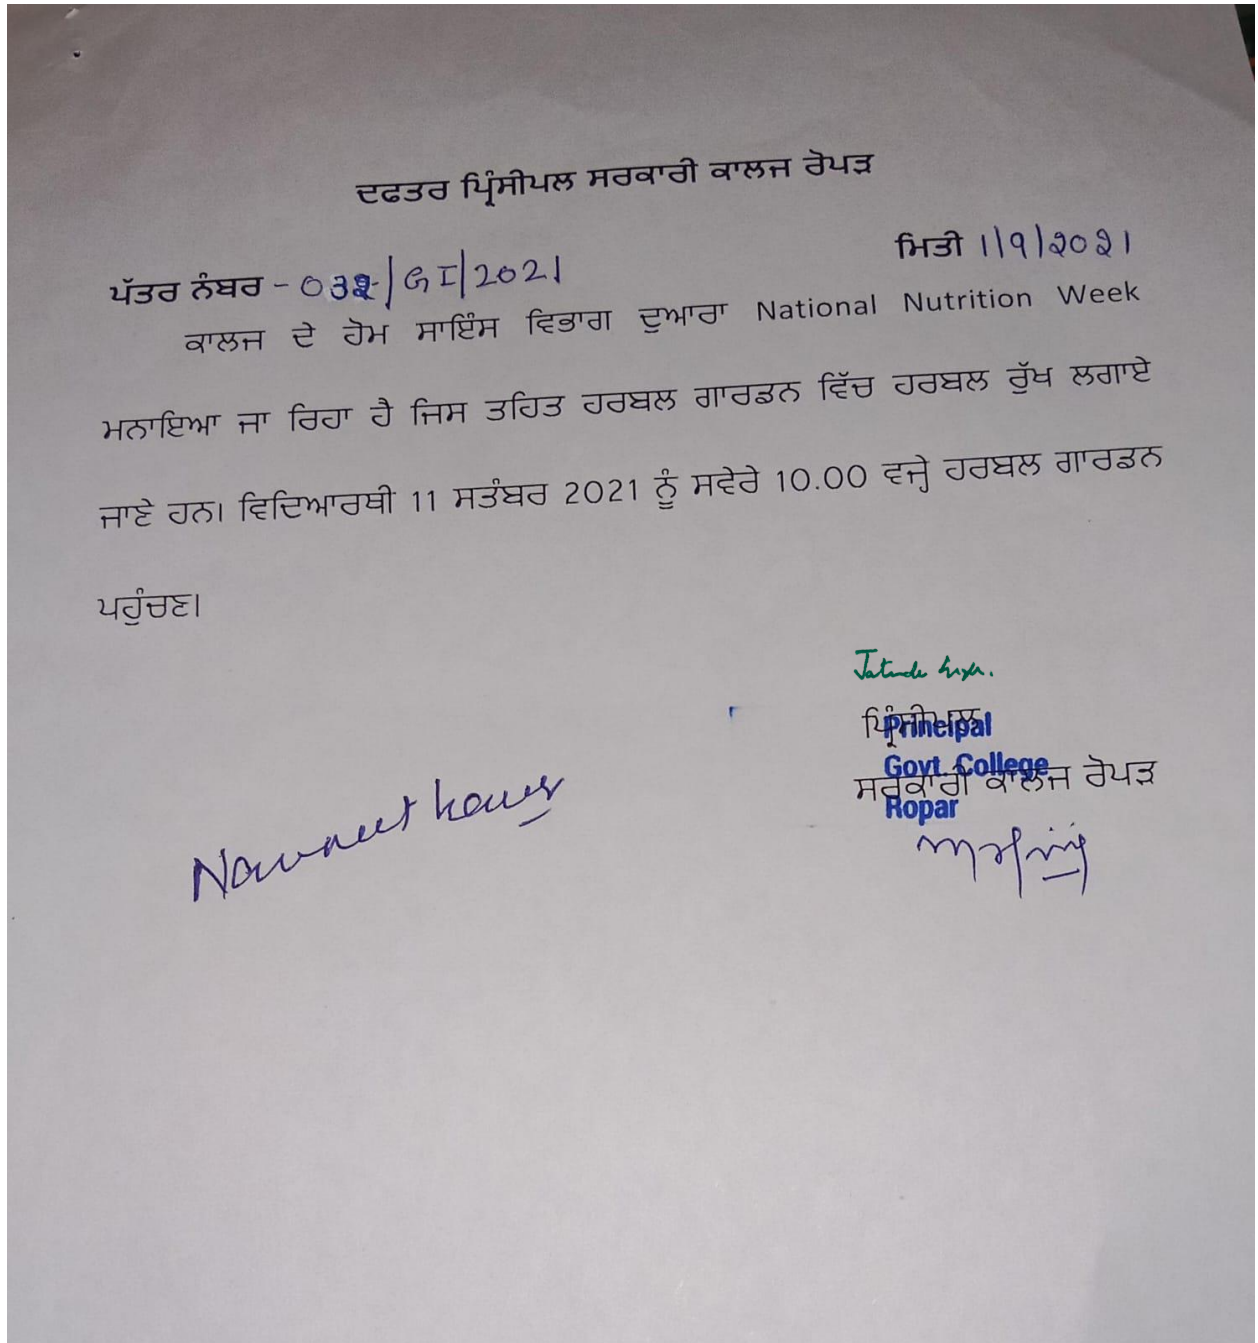 ਦਫਤਰ ਪ੍ਰਿੰਸੀਪਲ ਸਰਕਾਰੀ ਕਾਲਜ ਰੋਪੜ
ਮਿਤੀ 1/9/2021
ਪੱਤਰ ਨੰਬਰ - 032/GI/2021
ਕਾਲਜ ਦੇ ਹੋਮ ਸਾਇੰਸ ਵਿਭਾਗ ਦੁਆਰਾ National Nutrition Week
ਮਨਾਇਆ ਜਾ ਰਿਹਾ ਹੈ ਜਿਸ ਤਹਿਤ ਹਰਬਲ ਗਾਰਡਨ ਵਿੱਚ ਹਰਬਲ ਰੁੱਖ ਲਗਾਏ
ਜਾਣੇ ਹਨ। ਵਿਦਿਆਰਥੀ 11 ਸਤੰਬਰ 2021 ਨੂੰ ਸਵੇਰੇ 10.00 ਵਜ੍ਹੇ ਹਰਬਲ ਗਾਰਡਨ
ਪਹੁੰਚਣ।
ਪ੍ਰਿੰਸੀਪਲ
Principal
Govt. College
ਸਰਕਾਰੀ ਕਾਲਜ ਰੋਪੜ
Ropar
Navneet kaur